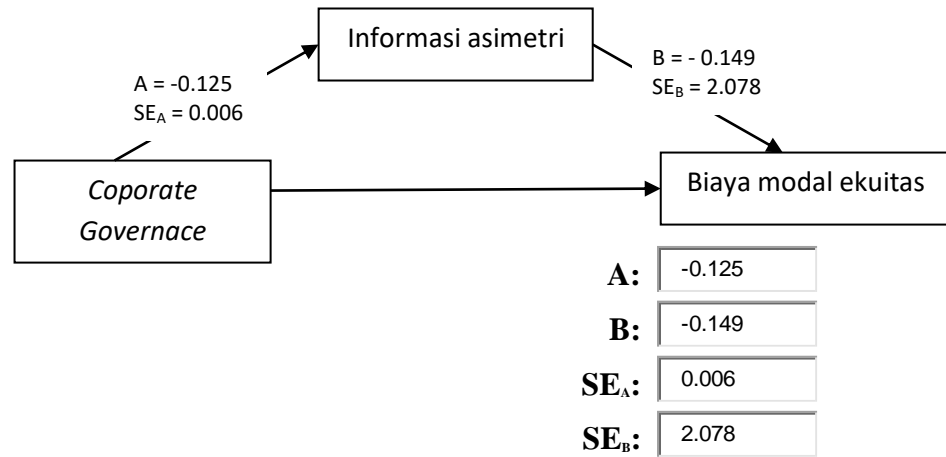 Informasi asimetri
A = -0.125
SEA = 0.006
B = - 0.149
SEB = 2.078
Coporate
Governace
Biaya modal ekuitas
A: -0.125
B: -0.149
SEA: 0.006
SEB: 2.078